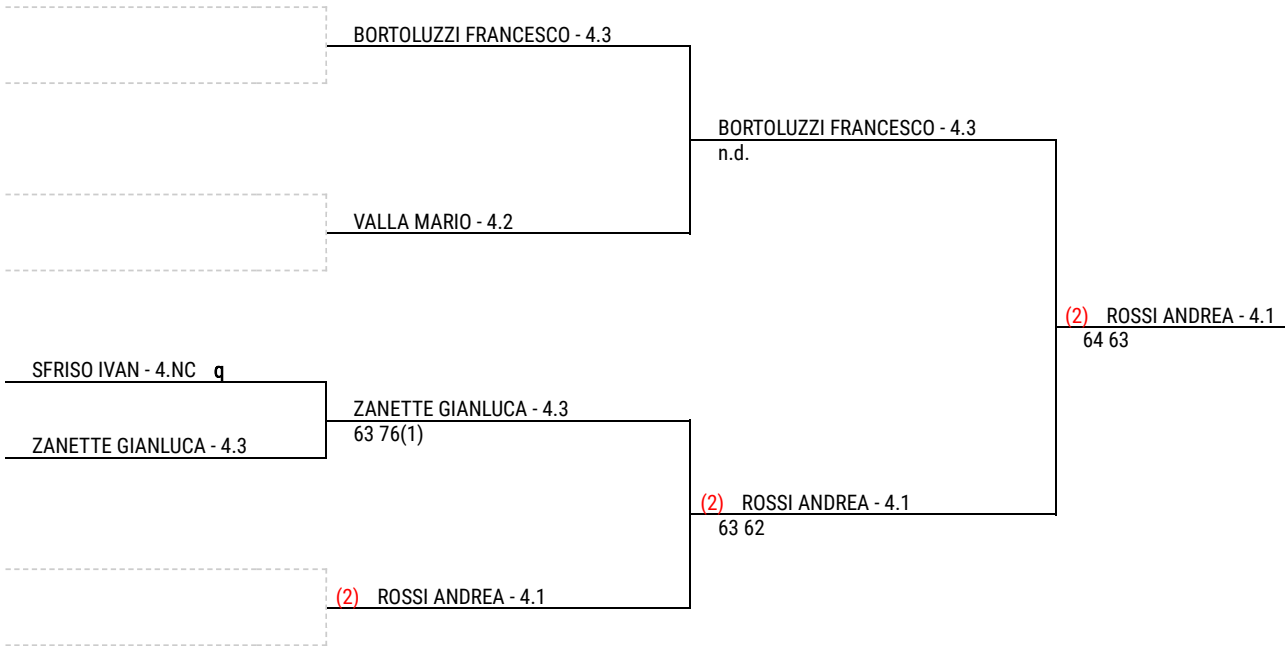 BORTOLUZZI FRANCESCO - 4.3
BORTOLUZZI FRANCESCO - 4.3
n.d.
VALLA MARIO - 4.2
(2) ROSSI ANDREA - 4.1
64 63
SFRISO IVAN - 4.NC q
ZANETTE GIANLUCA - 4.3
63 76(1)
ZANETTE GIANLUCA - 4.3
(2) ROSSI ANDREA - 4.1
63 62
(2) ROSSI ANDREA - 4.1